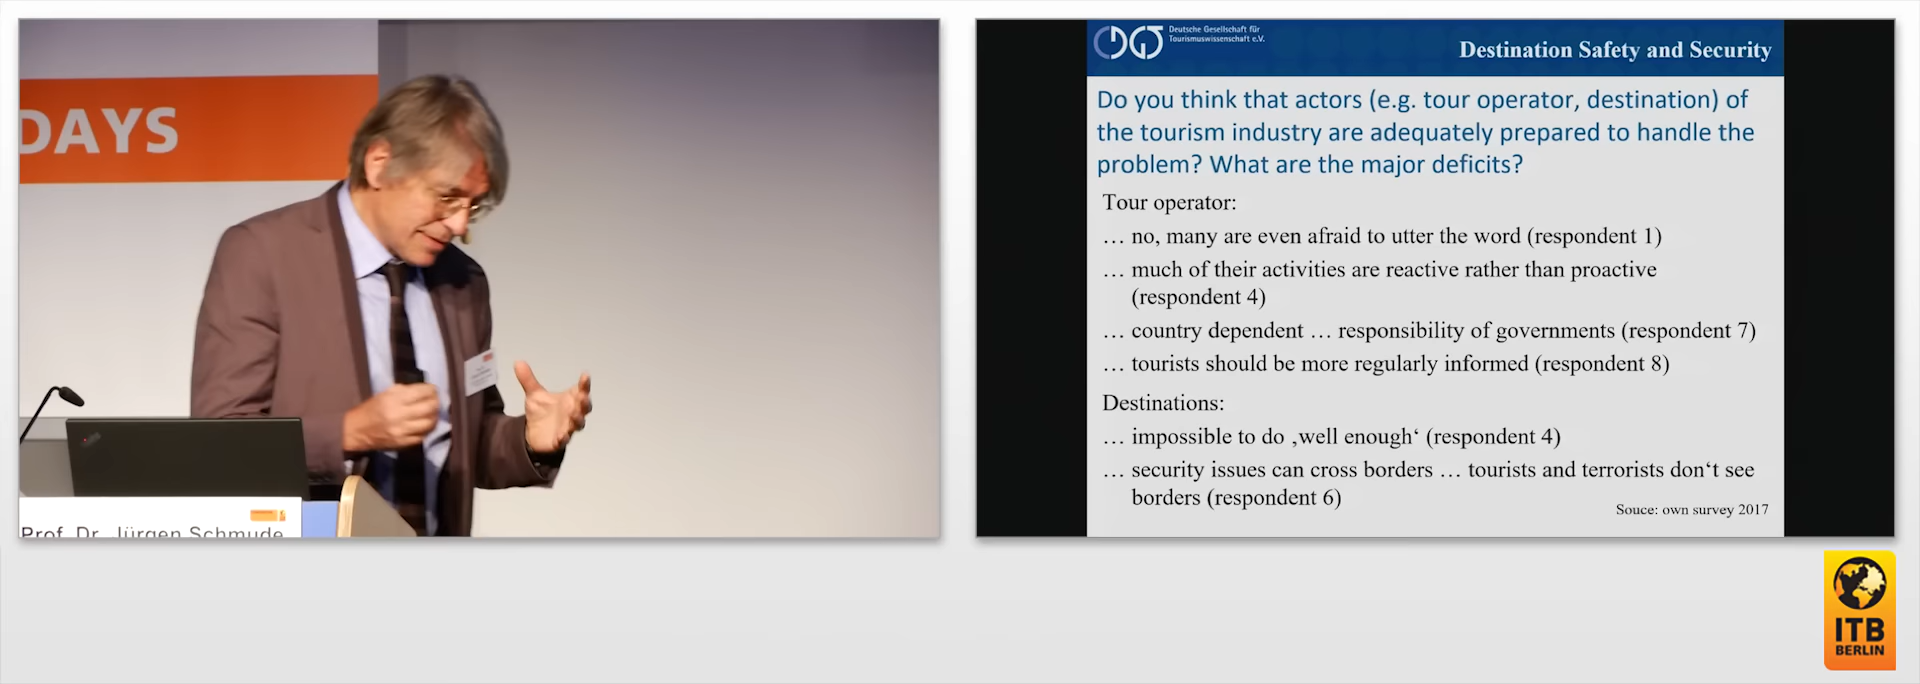 DAYS
Prof. Dr. Jürgen Schmude
Deutsche Gesellschaft für
Tourismuswissenschaft e.V.
Destination Safety and Security
Do you think that actors (e.g. tour operator, destination) of
the tourism industry are adequately prepared to handle the
problem? What are the major deficits?
Tour operator:
… no, many are even afraid to utter the word (respondent 1)
… much of their activities are reactive rather than proactive
(respondent 4)
… country dependent … responsibility of governments (respondent 7)
… tourists should be more regularly informed (respondent 8)
Destinations:
… impossible to do ‚well enough‘ (respondent 4)
… security issues can cross borders … tourists and terrorists don‘t see
borders (respondent 6)
Souce: own survey 2017
ITB
BERLIN